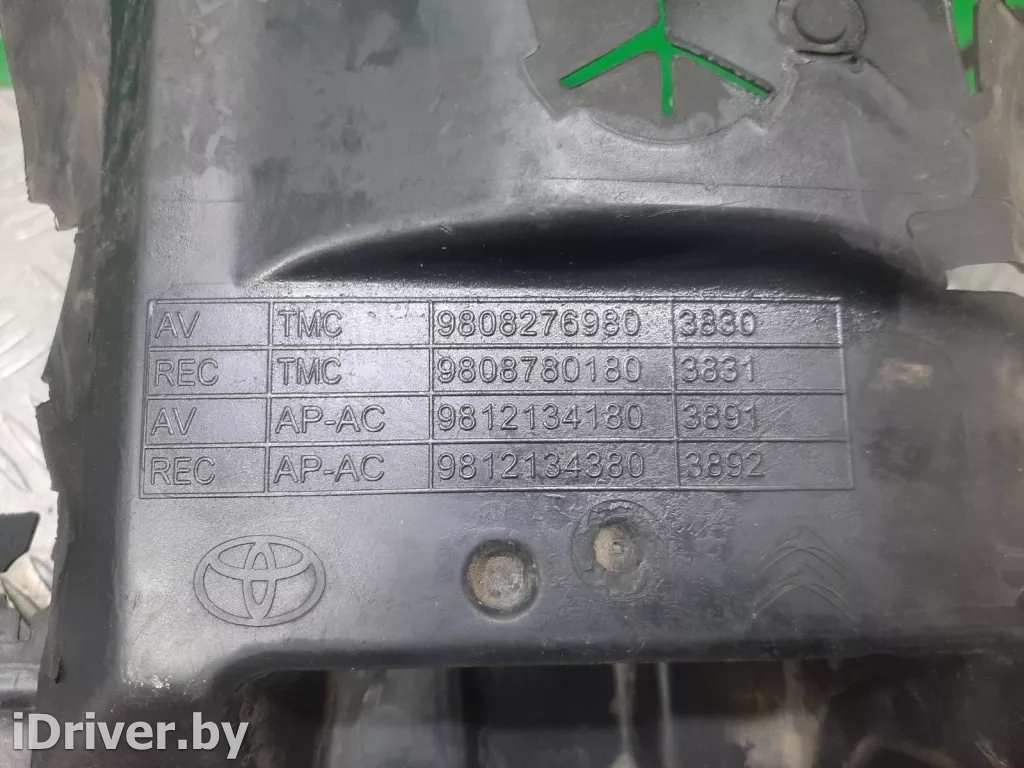 AV TMC 9808276980 3830
REC TMC 9808780180 3831
AV AP-AC 9812134180 3891
REC AP-AC 9812134380 3892
iDriver.by